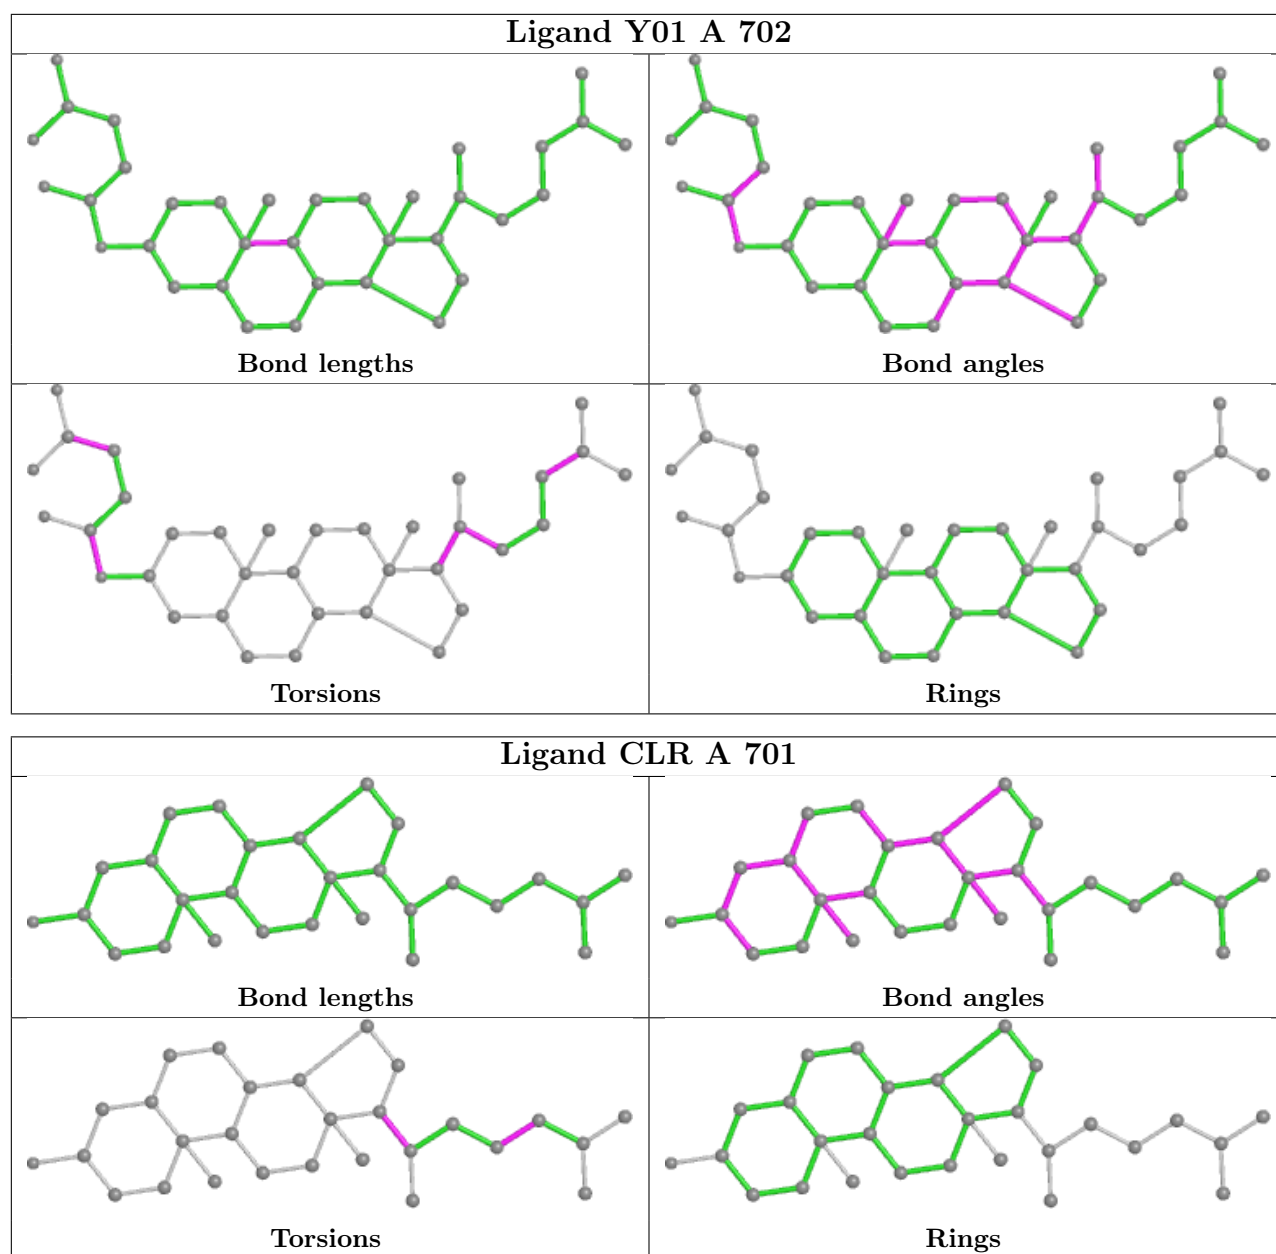 Ligand Y01 A 702
Bond lengths
Bond angles
Torsions
Rings
Ligand CLR A 701
Bond lengths
Bond angles
Torsions
Rings